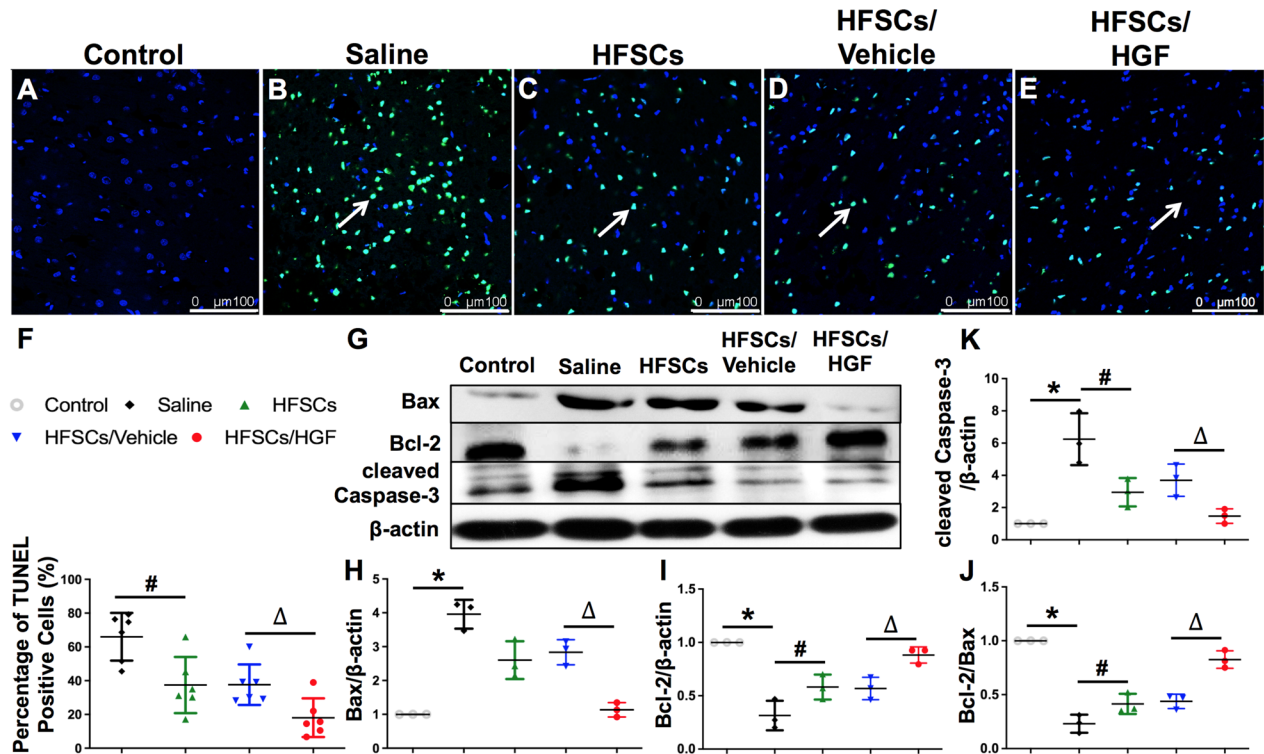 Control
Saline
HFSCs
HFSCs/
Vehicle
HFSCs/
HGF
A
B
C
D
E
0 µm100
0 µm100
0 µm100
0 µm100
0 µm100
F
Control Saline HFSCs
HFSCs/Vehicle HFSCs/HGF
Percentage of TUNEL
Positive Cells (%)
100
80
60
40
20
0
# Δ
G
Control Saline HFSCs HFSCs/
Vehicle HFSCs/
HGF
Bax
Bcl-2
cleaved
Caspase-3
β-actin
K
cleaved Caspase-3
/β-actin
10
8
6
4
2
0
* # Δ
H
Bax/β-actin
5
4
3
2
1
0
* Δ
I
Bcl-2/β-actin
1.5
1.0
0.5
0.0
* # Δ
J
Bcl-2/Bax
1.5
1.0
0.5
0.0
* # Δ